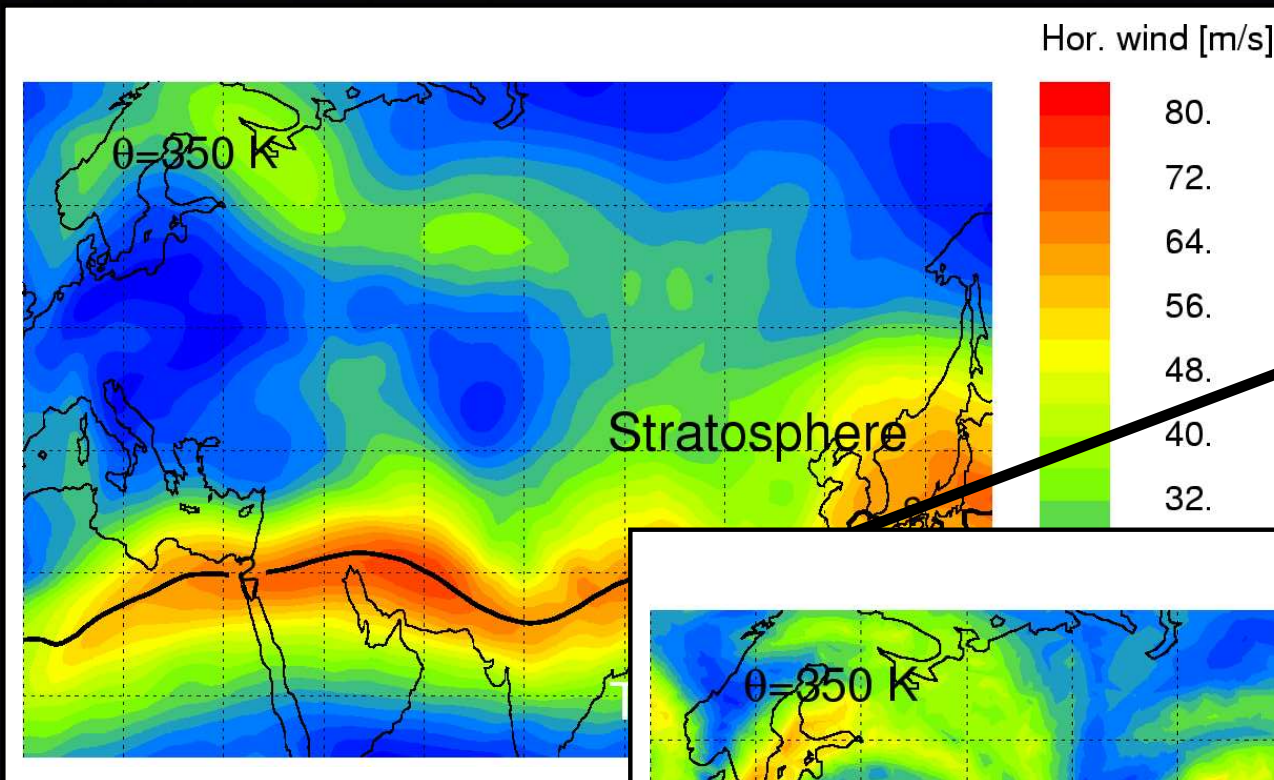 Hor. wind [m/s]
θ=350 K
80.
72.
64.
56.
48.
40.
32.
Stratosphere
θ=350 K